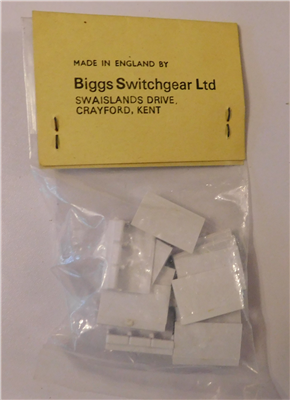 MADE IN ENGLAND BY
Biggs Switchgear Ltd
SWAISLANDS DRIVE.
CRAYFORD, KENT